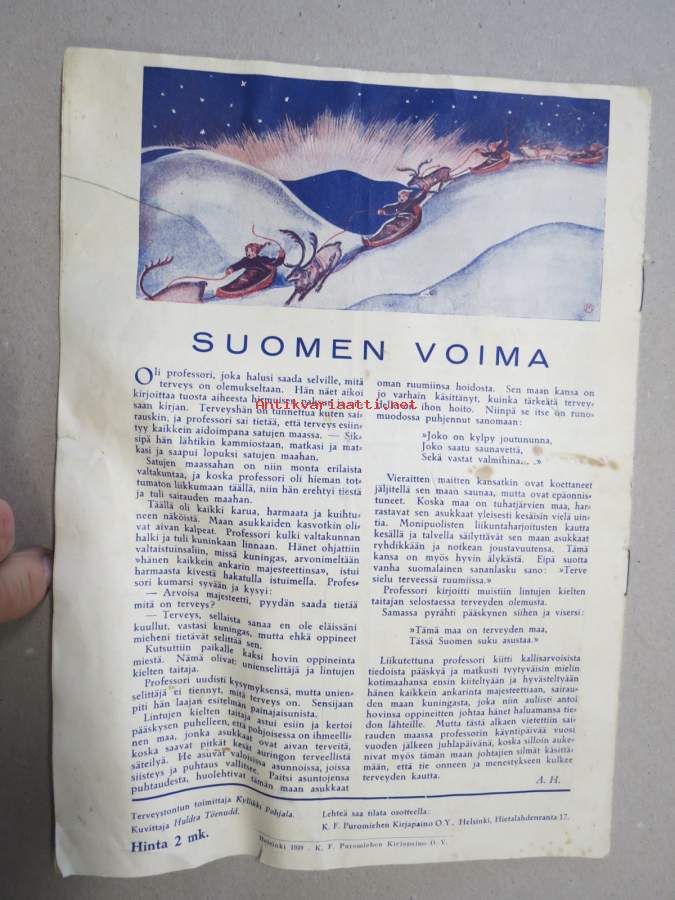 SUOMEN VOIMA
Oli professori, joka halusi saada selville, mitä
terveys on olemukseltaan. Hän näet aikoi
kirjoittaa tuosta aiheesta
saan kirjan. Terveyshän on tunnettua kuten sai-
rauskin, ja professori sai tietää, että terveys esiin-
tyy kaikkein aidoimpana satujen maassa. — Sik-
sipä hän lähtikin kammiostaan, matkasi ja mat-
kasi ja saapui lopuksi satujen maahan.
Satujen maassahan on niin monta erilaista
valtakuntaa, ja koska professori oli hieman tot-
tumaton liikkumaan täällä, niin hän erehtyi tiestä
ja tuli sairauden maahan.
Täällä oli kaikki karua, harmaata ja kuihtu-
neen näköistä. Maan asukkaiden kasvotkin oli-
vat aivan kalpeat. Professori kulki valtakunnan
halki ja tuli kuninkaan linnaan. Hänet ohjattiin
valtaistuinsaliin, missä kuningas, arvonimeltään
»hänen kaikkein ankarin majesteettinsa», istui
harmaasta kivestä hakatulla istuimella. Profes-
sori kumarsi syvään ja kysyi:
— Arvoisa majesteetti, pyydän saada tietää
mitä on terveys?
— Terveys, sellaista sanaa en ole eläissäni
kuullut, vastasi kuningas, mutta ehkä oppineet
mieheni tietävät selittää sen.
Kutsuttiin paikalle kaksi hovin oppineinta
miestä. Nämä olivat: unienselittäjä ja lintujen
kielten taitaja.
Professori uudisti kysymyksensä, mutta unien-
selittäjä ei tiennyt, mitä terveys on. Sensijaan
piti hän laajan esitelmän painajaisunista.
Lintujen kielten taitaja astui esiin ja kertoi
pääskysen puhelleen, että pohjoisessa on ihmeelli-
nen maa, jonka asukkaat ovat aivan terveitä,
koska saavat pitkät kesät auringon terveellistä
säteilyä. He asuvat valoisissa asunnoissa, joissa
siisteys ja puhtaus vallitsee. Paitsi asuntojensa
puhtaudesta, huolehtivat tämän maan asukkaat
oman ruumiinsa hoidosta. Sen maan kansa on
jo varhain käsittänyt, kuinka tärkeätä tervey-
delle on ihon hoito. Niinpä se itse on runo-
muodossa puhjennut sanomaan:
»Joko on kylpy joutununna,
Joko saatu saunavettä,
Sekä vastat valmihina. . .»
Vieraitten maitten kansatkin ovat koettaneet
jäljitellä sen maan saunaa, mutta ovat epäonnis-
tuneet. Koska maa on tuhatjärvien maa, har-
rastavat sen asukkaat yleisesti kesäisin vielä uin-
tia. Monipuolisten liikuntaharjoitusten kautta
kesällä ja talvella säilyttävät sen maan asukkaat
ryhdikkään ja notkean joustavuutensa. Tämä
kansa on myös hyvin älykästä. Eipä suotta
vanha suomalainen sananlasku sano: »Terve
sielu terveessä ruumiissa.»
Professori kirjoitti muistiin lintujen kielten
taitajan selostaessa terveyden olemusta.
Samassa pyrähti pääskynen siihen ja viserti:
»Tämä maa on terveyden maa,
Tässä Suomen suku asustaa.»
Liikutettuna professori kiitti kallisarvoisista
tiedoista pääskyä ja matkusti tyytyväisin mielin
kotimaahansa ensin kiiteltyään ja hyvästeltyään
hänen kaikkein ankarinta majesteettiaan, sairau-
den maan kuningasta, joka niin auliisti antoi
hovinsa oppineitten johtaa hänet haluamansa tie-
don lähteille. Mutta tästä alkaen vietettiin sai-
rauden maassa professorin käyntipäivää vuosi
vuoden jälkeen juhlapäivänä, koska silloin auke-
nivat myös tämän maan johtajien silmät käsittä-
mään, että tie onneen ja menestykseen kulkee
terveyden kautta.
A. H.
Antikvariaatti.net
Terveystontun toimittaja Kyllikki Pohjala.
Kuvittaja Huldra Törnudd.
Hinta 2 mk.
Lehteä saa tilata osotteella:
K. F. Puromiehen Kirjapaino O.Y., Helsinki, Hietalahdenranta 17.
Helsinki 1939 . K. F. Puromiehen Kirjapaino O. Y.